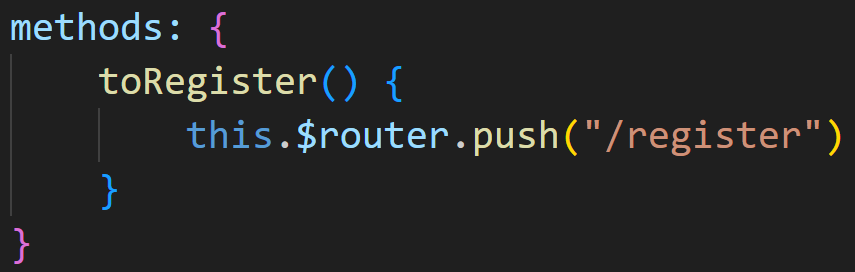 methods: {
    toRegister() {
        this.$router.push("/register")
    }
}